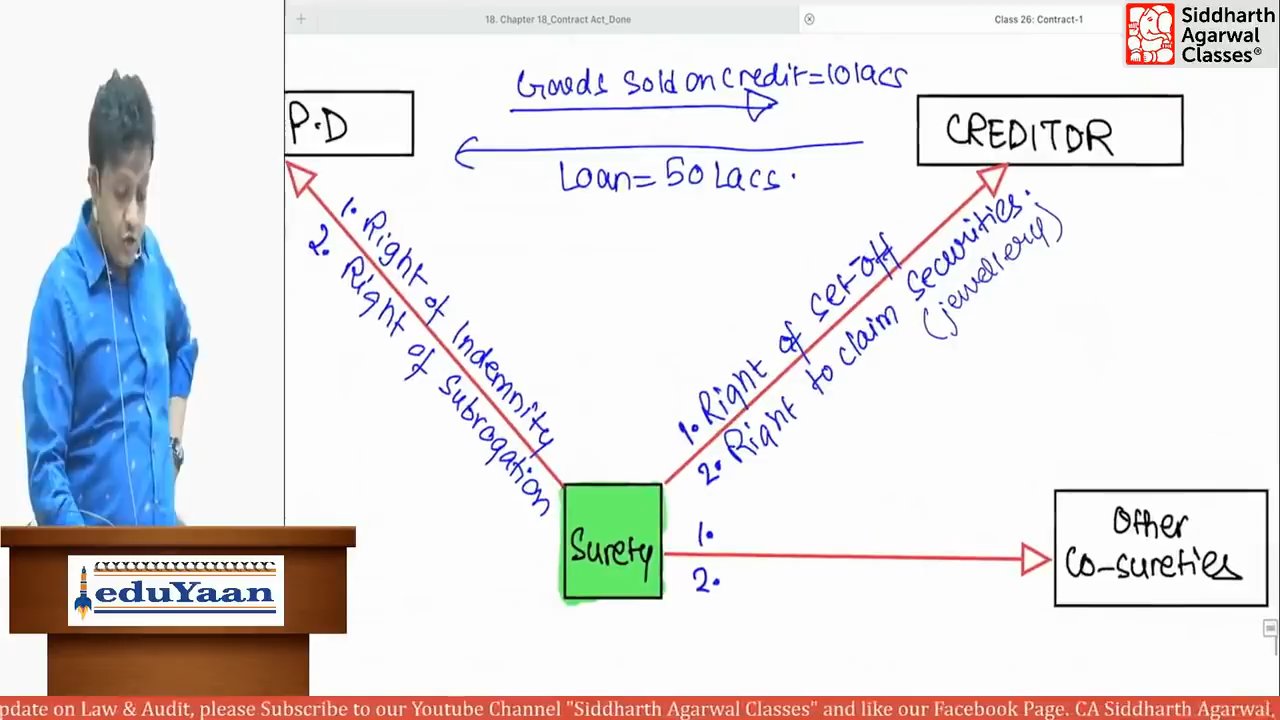 18. Chapter 18_Contract Act_Done
Class 26: Contract-1
Siddharth
Agarwal
Classes®
Goods sold on credit=10lacs
P.D
CREDITOR
Loan= 50 Lacs.
1. Right of Indemnity
2. Right of Subrogation
1. Right of set-off
2. Right to claim securities.
(jewellery)
Surety
1.
2.
Other
Co-sureties
eduYaan
pdate on Law & Audit, please Subscribe to our Youtube Channel "Siddharth Agarwal Classes" and like our Facebook Page. CA Siddharth Agarwal,